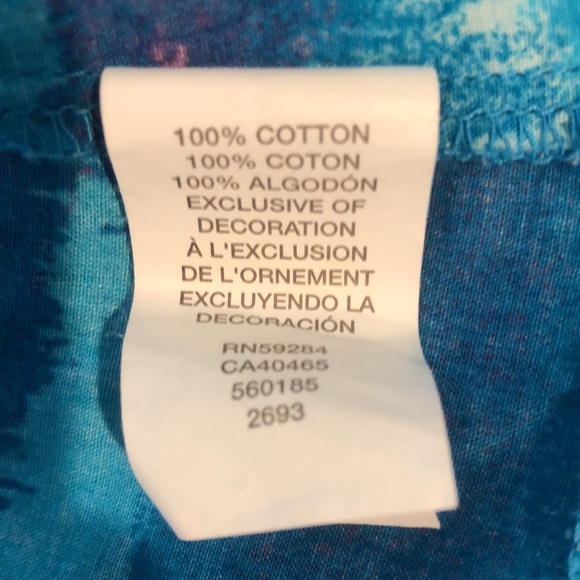 100% COTTON
100% COTON
100% ALGODÓN
EXCLUSIVE OF
DECORATION
À L'EXCLUSION
DE L'ORNEMENT
EXCLUYENDO LA
DECORACIÓN
RN59284
CA40465
560185
2693